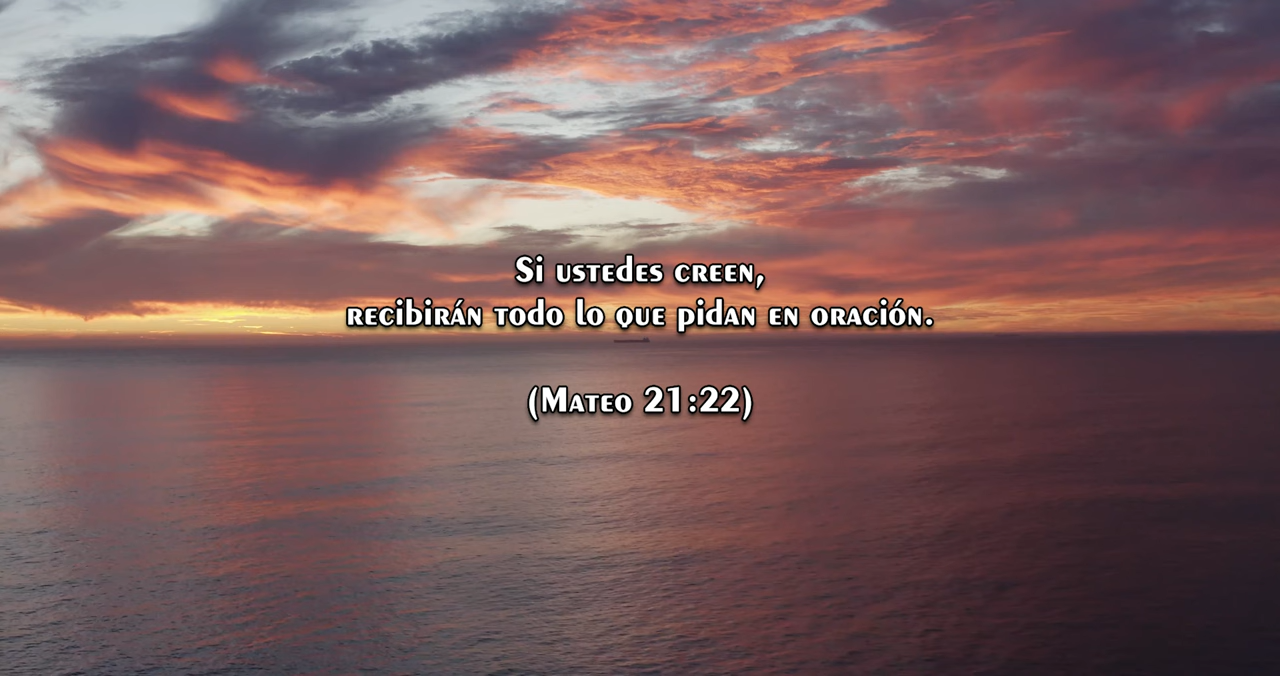 Si ustedes creen,
recibirán todo lo que pidan en oración.
(Mateo 21:22)